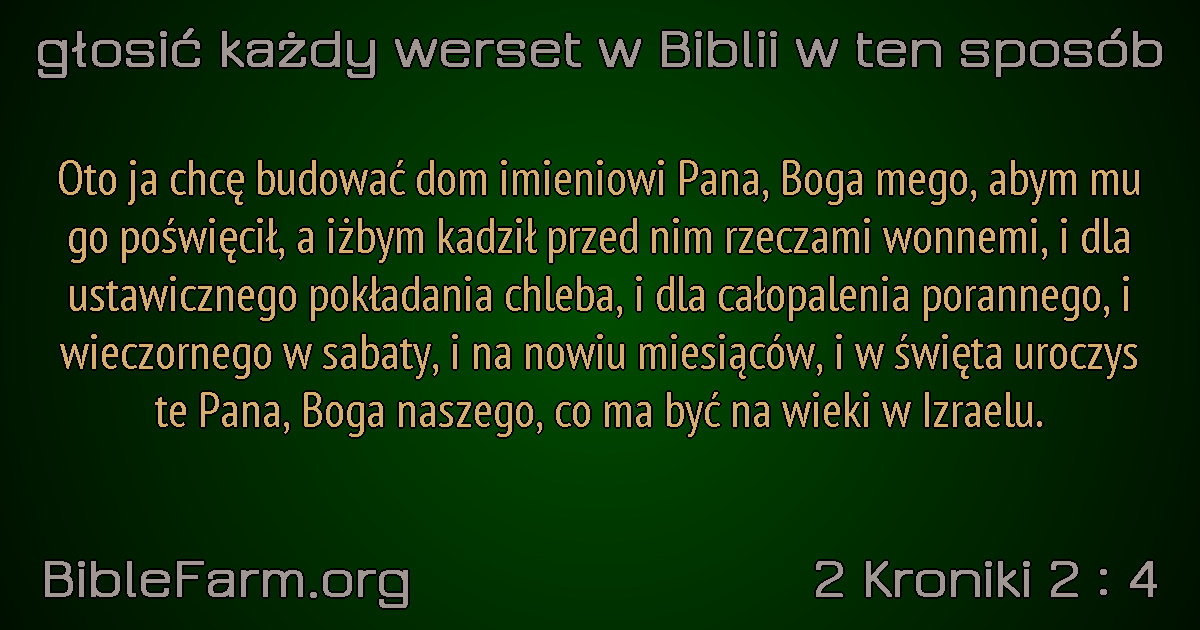 głosić każdy werset w Biblii w ten sposób
Oto ja chcę budować dom imieniowi Pana, Boga mego, abym mu
go poświęcił, a iżbym kadził przed nim rzeczami wonnemi, i dla
ustawicznego pokładania chleba, i dla całopalenia porannego, i
wieczornego w sabaty, i na nowiu miesiąców, i w święta uroczys
te Pana, Boga naszego, co ma być na wieki w Izraelu.
BibleFarm.org
2 Kroniki 2 : 4